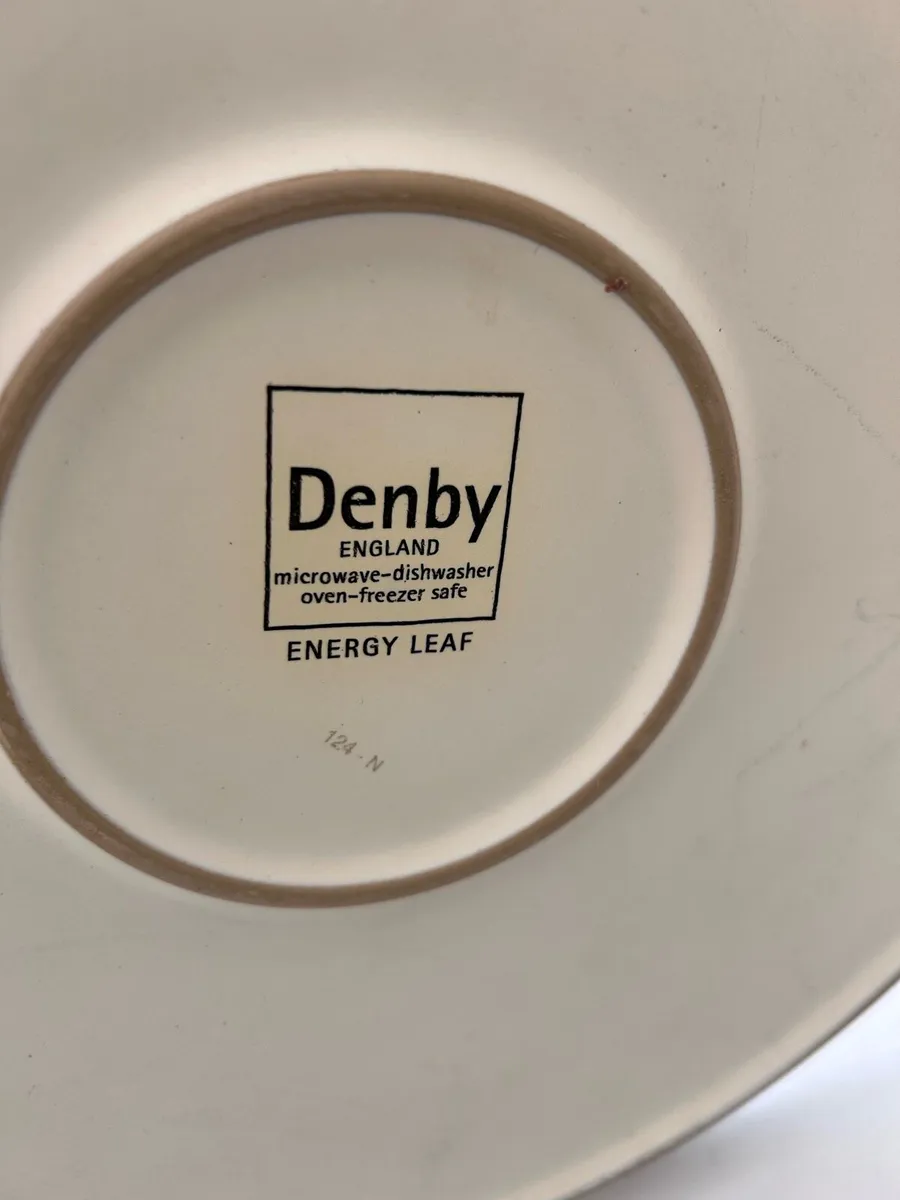 Denby
ENGLAND
microwave-dishwasher
oven-freezer safe
ENERGY LEAF
124-N